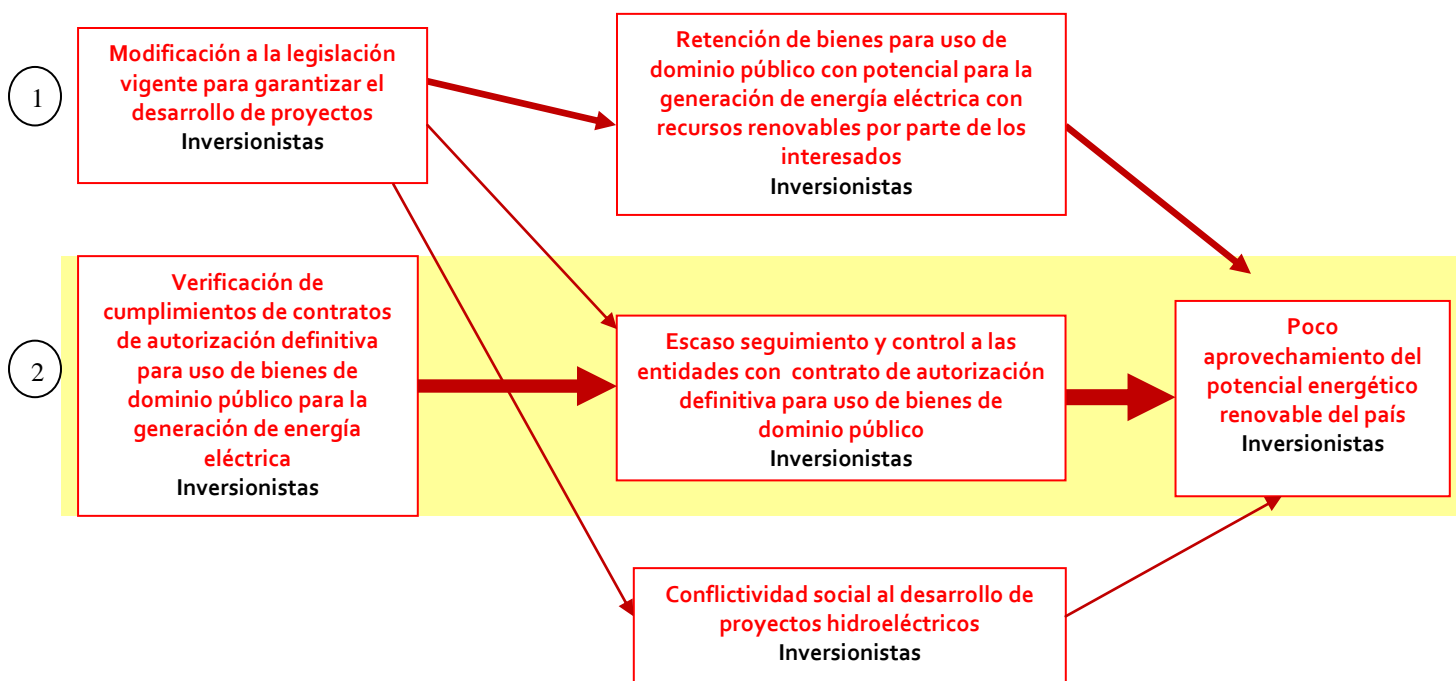 1
Modificación a la legislación
vigente para garantizar el
desarrollo de proyectos
Inversionistas
Retención de bienes para uso de
dominio público con potencial para la
generación de energía eléctrica con
recursos renovables por parte de los
interesados
Inversionistas
2
Verificación de
cumplimientos de contratos
de autorización definitiva
para uso de bienes de
dominio público para la
generación de energía
eléctrica
Inversionistas
Escaso seguimiento y control a las
entidades con contrato de autorización
definitiva para uso de bienes de
dominio público
Inversionistas
Poco
aprovechamiento del
potencial energético
renovable del país
Inversionistas
Conflictividad social al desarrollo de
proyectos hidroeléctricos
Inversionistas